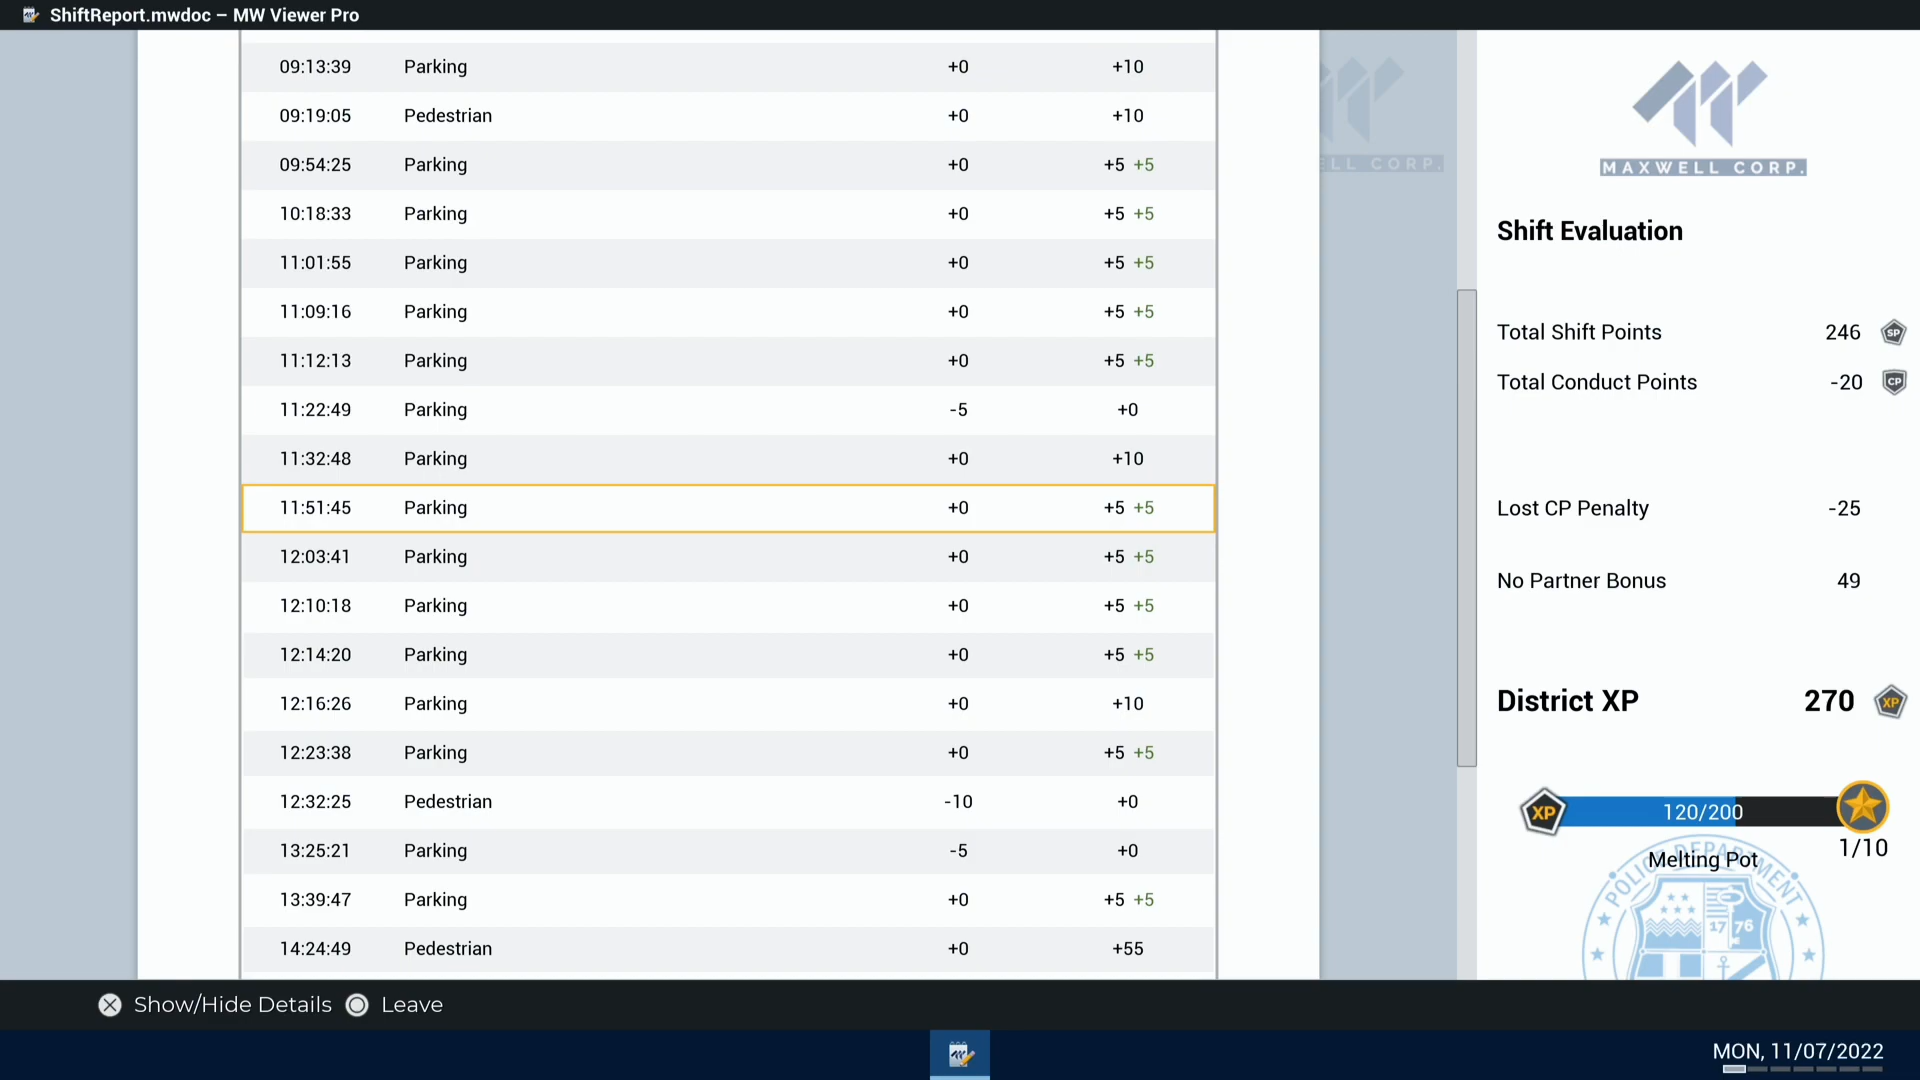 ShiftReport.mwdoc – MW Viewer Pro
09:13:39 Parking +0 +10
09:19:05 Pedestrian +0 +10
09:54:25 Parking +0 +5 +5
10:18:33 Parking +0 +5 +5
11:01:55 Parking +0 +5 +5
11:09:16 Parking +0 +5 +5
11:12:13 Parking +0 +5 +5
11:22:49 Parking -5 +0
11:32:48 Parking +0 +10
11:51:45 Parking +0 +5 +5
12:03:41 Parking +0 +5 +5
12:10:18 Parking +0 +5 +5
12:14:20 Parking +0 +5 +5
12:16:26 Parking +0 +10
12:23:38 Parking +0 +5 +5
12:32:25 Pedestrian -10 +0
13:25:21 Parking -5 +0
13:39:47 Parking +0 +5 +5
14:24:49 Pedestrian +0 +55
ELL CORP.
MAXWELL CORP.
Shift Evaluation
Total Shift Points 246 SP
Total Conduct Points -20 CP
Lost CP Penalty -25
No Partner Bonus 49
District XP 270 XP
XP 120/200
1/10
Melting Pot
POLICE DEPARTMENT
1776
Show/Hide Details Leave
MON, 11/07/2022